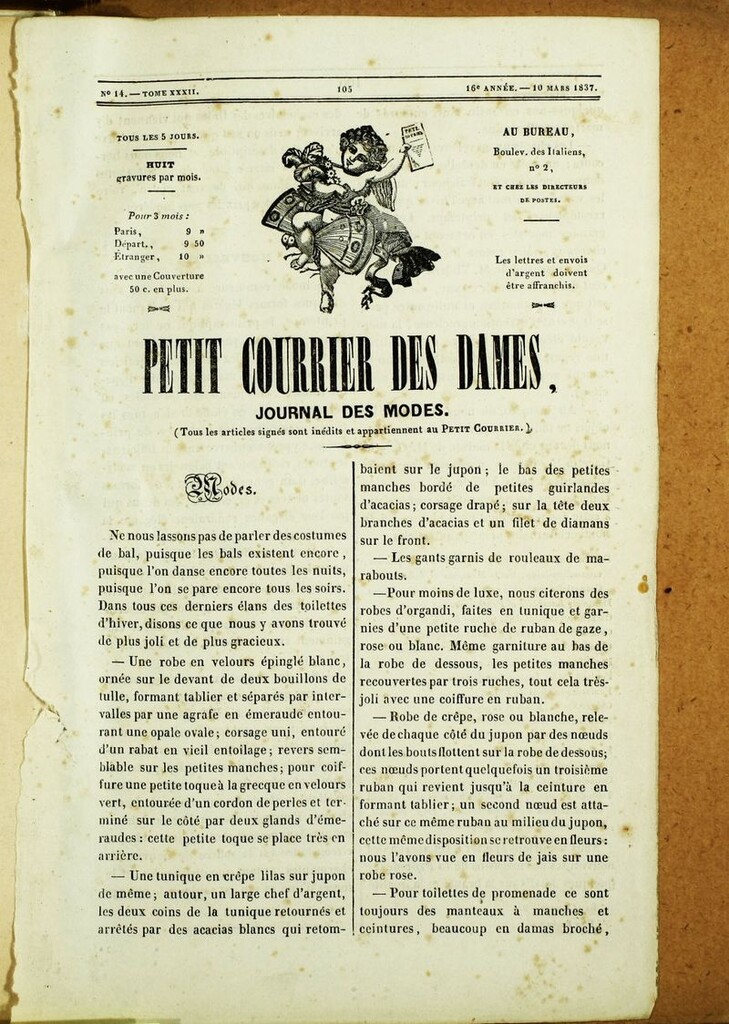 Nº 14. — TOME XXXII.
105
16e ANNÉE. — 10 MARS 1837.
TOUS LES 5 JOURS.
HUIT
gravures par mois.
Pour 3 mois :
Paris, 9 »
Départ., 9 50
Étranger, 10 »
avec une Couverture
50 c. en plus.
AU BUREAU,
Boulev. des Italiens,
nº 2,
ET CHEZ LES DIRECTEURS
DE POSTES.
Les lettres et envois
d'argent doivent
être affranchis.
PETIT COURRIER DES DAMES,
JOURNAL DES MODES.
(Tous les articles signés sont inédits et appartiennent au PETIT COURRIER.)
Modes.
Ne nous lassons pas de parler des costumes
de bal, puisque les bals existent encore,
puisque l'on danse encore toutes les nuits,
puisque l'on se pare encore tous les soirs.
Dans tous ces derniers élans des toilettes
d'hiver, disons ce que nous y avons trouvé
de plus joli et de plus gracieux.
— Une robe en velours épinglé blanc,
ornée sur le devant de deux bouillons de
tulle, formant tablier et séparés par inter-
valles par une agrafe en émeraude entou-
rant une opale ovale; corsage uni, entouré
d'un rabat en vieil entoilage; revers sem-
blable sur les petites manches; pour coif-
fure une petite toque à la grecque en velours
vert, entourée d'un cordon de perles et ter-
miné sur le côté par deux glands d'éme-
raudes : cette petite toque se place très en
arrière.
— Une tunique en crêpe lilas sur jupon
de même; autour, un large chef d'argent,
les deux coins de la tunique retournés et
arrêtés par des acacias blancs qui retom-
baient sur le jupon; le bas des petites
manches bordé de petites guirlandes
d'acacias; corsage drapé; sur la tête deux
branches d'acacias et un filet de diamans
sur le front.
— Les gants garnis de rouleaux de ma-
rabouts.
— Pour moins de luxe, nous citerons des
robes d'organdi, faites en tunique et gar-
nies d'une petite ruche de ruban de gaze,
rose ou blanc. Même garniture au bas de
la robe de dessous, les petites manches
recouvertes par trois ruches, tout cela très-
joli avec une coiffure en ruban.
— Robe de crêpe, rose ou blanche, rele-
vée de chaque côté du jupon par des nœuds
dont les bouts flottent sur la robe de dessous;
ces nœuds portent quelquefois un troisième
ruban qui revient jusqu'à la ceinture en
formant tablier; un second nœud est atta-
ché sur ce même ruban au milieu du jupon,
cette même disposition se retrouve en fleurs :
nous l'avons vue en fleurs de jais sur une
robe rose.
— Pour toilettes de promenade ce sont
toujours des manteaux à manches et
ceintures, beaucoup en damas broché,